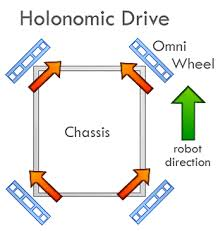 Holonomic Drive
Omni
Wheel
Chassis
robot
direction